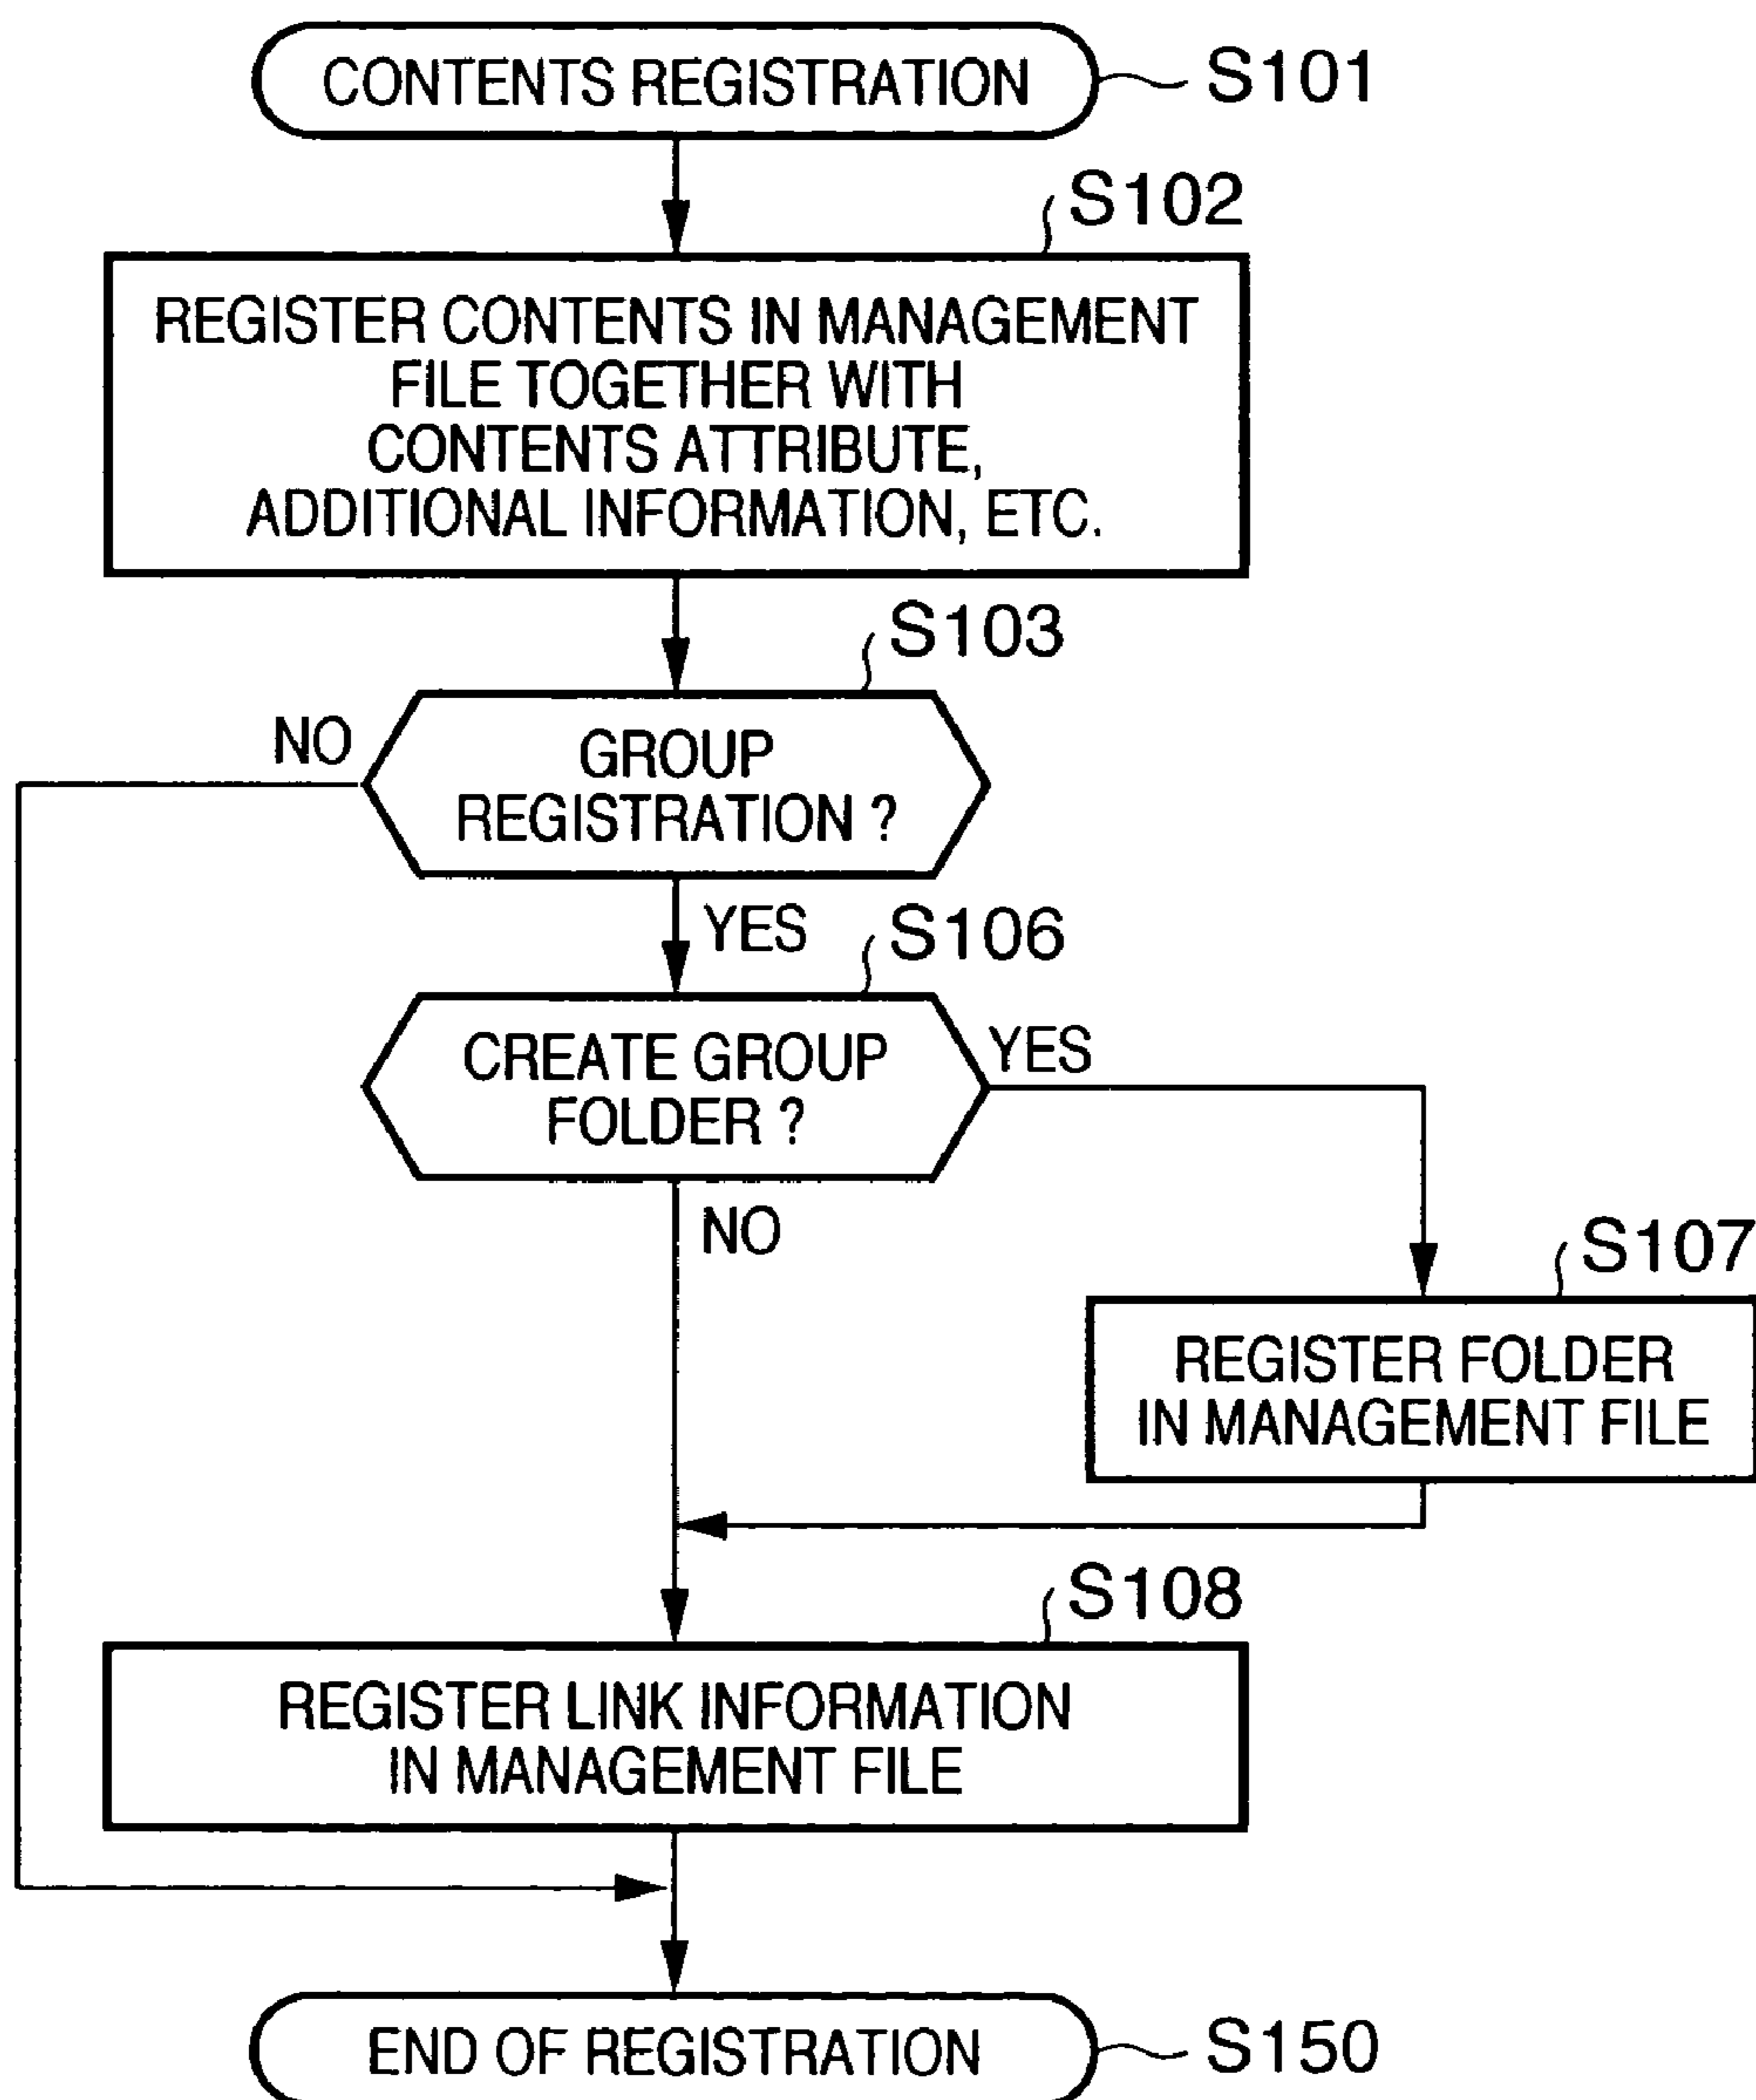 CONTENTS REGISTRATION
S101
S102
REGISTER CONTENTS IN MANAGEMENT
FILE TOGETHER WITH
CONTENTS ATTRIBUTE,
ADDITIONAL INFORMATION, ETC.
S103
NO
GROUP
REGISTRATION ?
YES
S106
CREATE GROUP
FOLDER ?
YES
NO
S107
REGISTER FOLDER
IN MANAGEMENT FILE
S108
REGISTER LINK INFORMATION
IN MANAGEMENT FILE
END OF REGISTRATION
S150